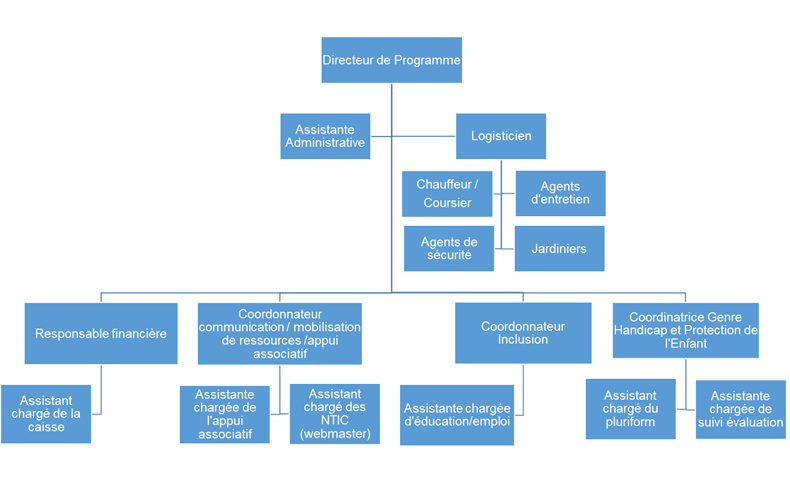 Directeur de Programme
Assistante
Administrative
Logisticien
Chauffeur /
Coursier
Agents
d'entretien
Agents de
sécurité
Jardiniers
Responsable financière
Coordonnateur
communication / mobilisation
de ressources /appui
associatif
Coordonnateur
Inclusion
Coordinatrice Genre
Handicap et Protection de
l'Enfant
Assistant
chargé de la
caisse
Assistante
chargée de
l'appui
associatif
Assistant
chargé des
NTIC
(webmaster)
Assistante chargée
d'éducation/emploi
Assistant
chargé du
pluriform
Assistante
chargée de
suivi évaluation